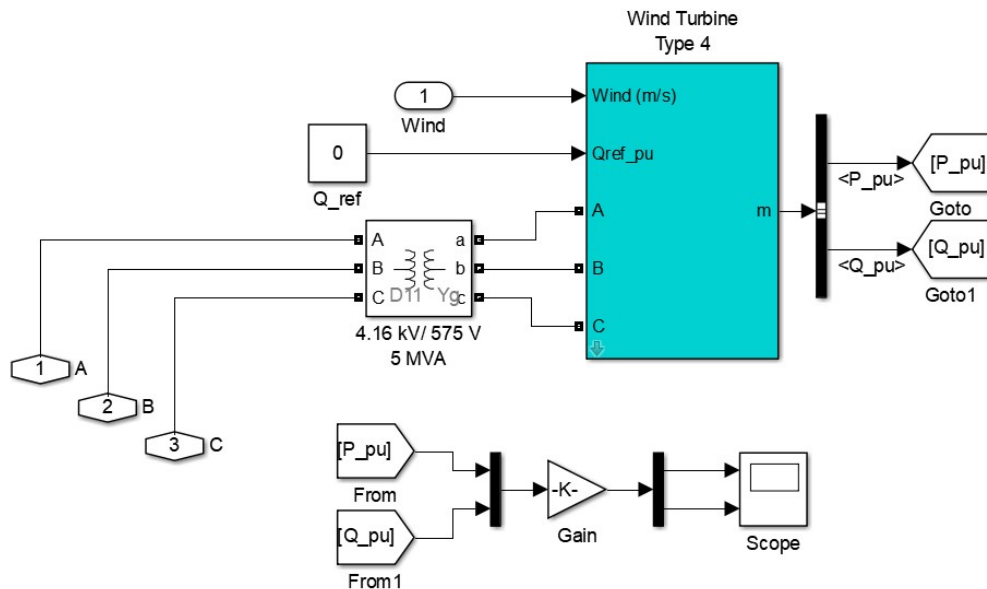 Wind Turbine
Type 4
1
Wind
Wind (m/s)
0
Q_ref
Qref_pu
A
B
C
m
<P_pu>
[P_pu]
Goto
<Q_pu>
[Q_pu]
Goto1
A
B
C
a
b
c
D11
Yg
4.16 kV/ 575 V
5 MVA
1
A
2
B
3
C
[P_pu]
From
[Q_pu]
From1
-K-
Gain
Scope